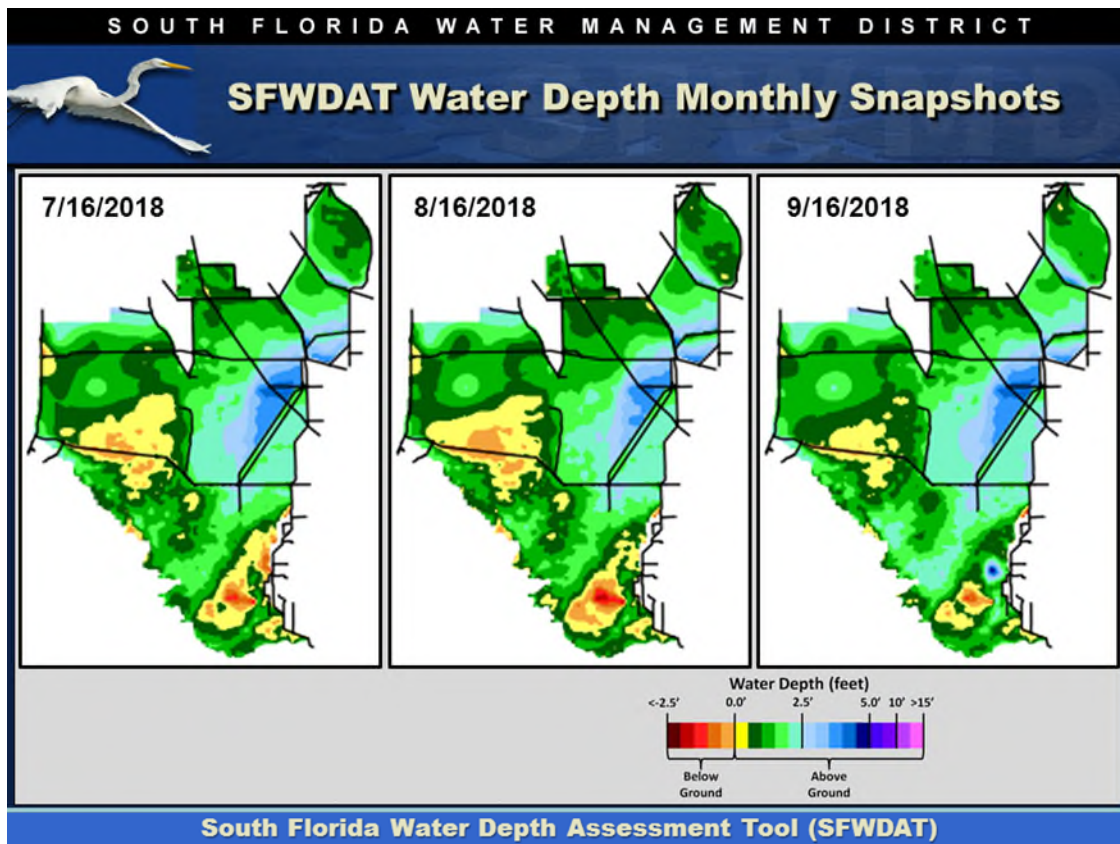 SOUTH FLORIDA WATER MANAGEMENT DISTRICT
SFWDAT Water Depth Monthly Snapshots
7/16/2018
8/16/2018
9/16/2018
Water Depth (feet)
<-2.5' 0.0' 2.5' 5.0' 10' >15'
Below Ground
Above Ground
South Florida Water Depth Assessment Tool (SFWDAT)